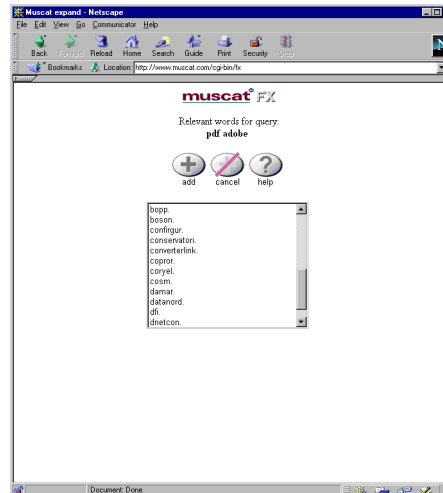 Muscat expand - Netscape
File Edit View Go Communicator Help
Back Forward Reload Home Search Guide Print Security Stop
Bookmarks Location: http://www.muscat.com/cgi-bin/fx
muscat FX
Relevant words for query:
pdf adobe
add cancel help
bopp.
boson.
confirgur.
conservatori.
converterlink.
copror.
coryel.
cosm.
damar.
datanord.
dfi.
dnetcon.
Document: Done